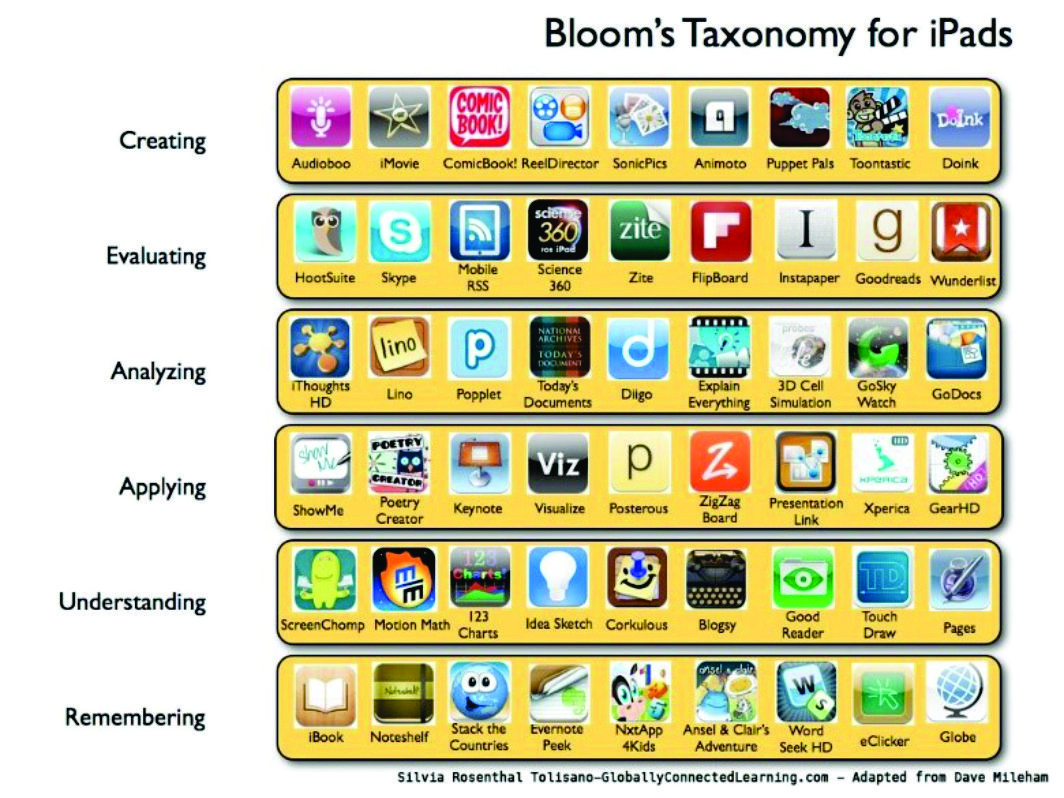 Bloom's Taxonomy for iPads
Creating
COMIC
BOOK!
DoInk
Audioboo iMovie ComicBook! ReelDirector SonicPics Animoto Puppet Pals Toontastic Doink
Evaluating
S
science
360
FOR iPad
zite
I
g
HootSuite Skype Mobile RSS Science 360 Zite FlipBoard Instapaper Goodreads Wunderlist
Analyzing
lino
p
NATIONAL
ARCHIVES
TODAY'S
DOCUMENT
d
?
probes
G
iThoughts HD Lino Popplet Today's Documents Diigo Explain Everything 3D Cell Simulation GoSky Watch GoDocs
Applying
Show
Me
POETRY
CREATOR
Viz
p
Z
HD
XPERICA
HD
ShowMe Poetry Creator Keynote Visualize Posterous ZigZag Board Presentation Link Xperica GearHD
Understanding
123
Charts
TD
ScreenChomp Motion Math 123 Charts Idea Sketch Corkulous Blogsy Good Reader Touch Draw Pages
Remembering
Noteshelf
ansel & clair
W
S
iBook Noteshelf Stack the Countries Evernote Peek NxtApp 4Kids Ansel & Clair's Adventure Word Seek HD eClicker Globe
Silvia Rosenthal Tolisano-GloballyConnectedLearning.com - Adapted from Dave Mileham